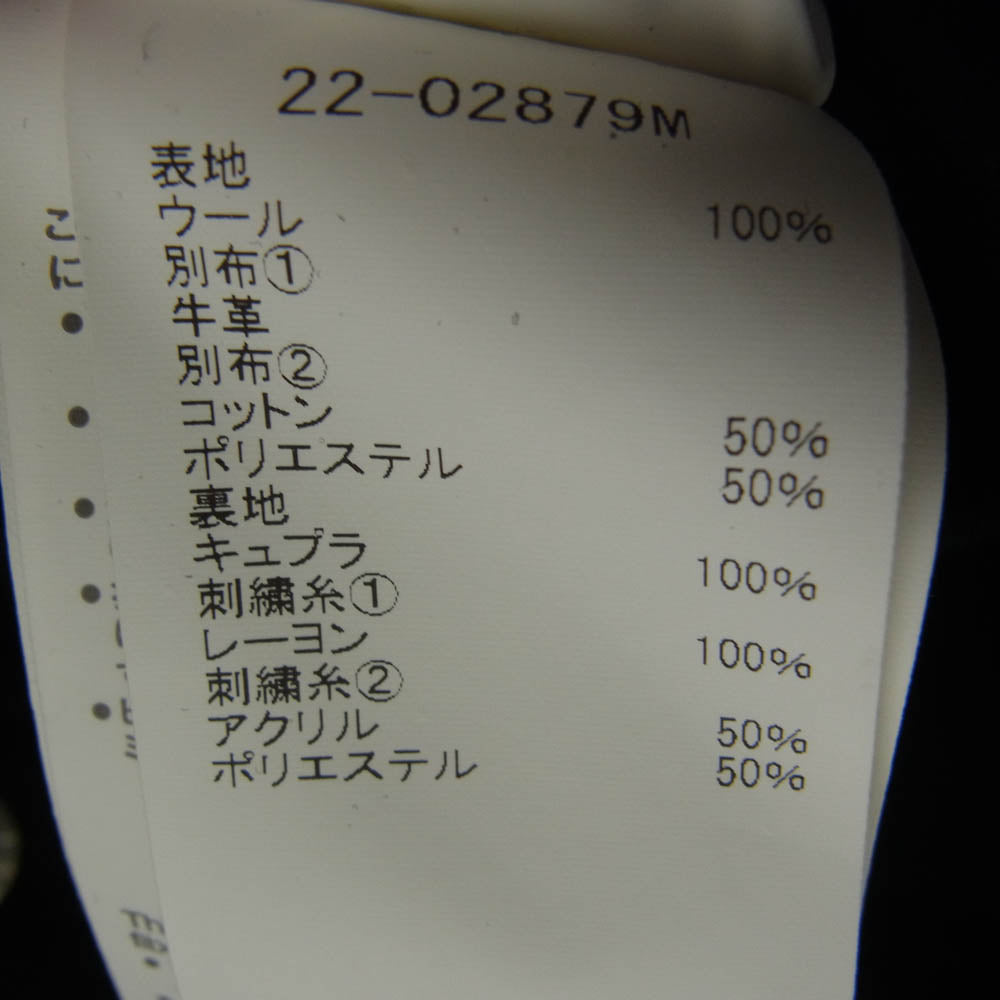 22-02879M
表地
ウール 100%
別布①
牛革
別布②
コットン 50%
ポリエステル 50%
裏地
キュプラ 100%
刺繍糸①
レーヨン 100%
刺繍糸②
アクリル 50%
ポリエステル 50%
こ
に